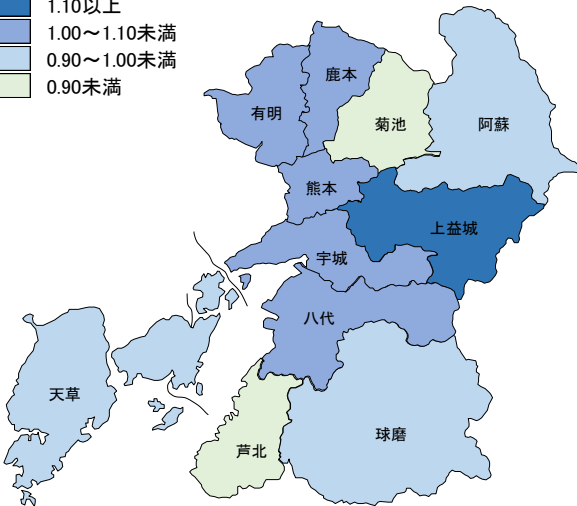 1.10以上
1.00～1.10未満
0.90～1.00未満
0.90未満
鹿本
有明
菊池
阿蘇
熊本
上益城
宇城
八代
天草
球磨
芦北